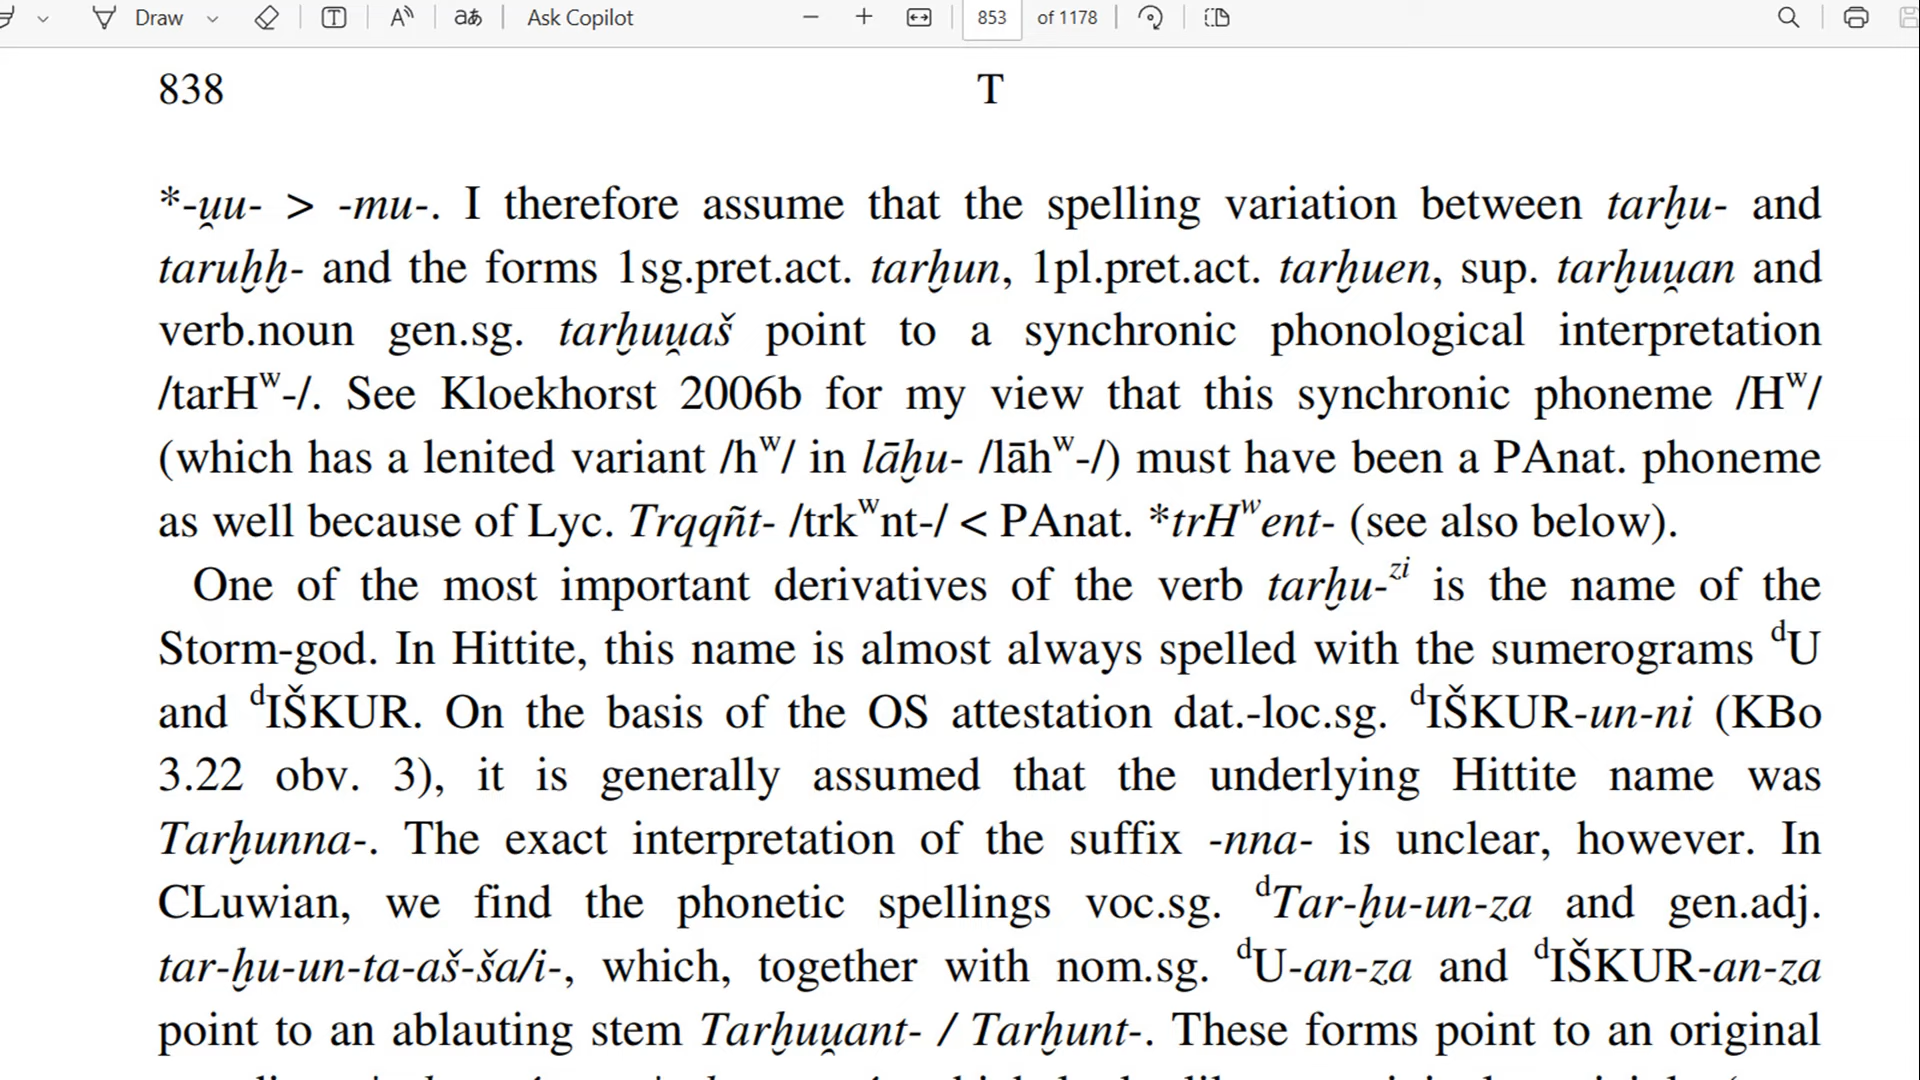 Draw Ask Copilot 853 of 1178
838 T
*-u̯u- > -mu-. I therefore assume that the spelling variation between tarḫu- and
taruḫḫ- and the forms 1sg.pret.act. tarḫun, 1pl.pret.act. tarḫuen, sup. tarḫuu̯an and
verb.noun gen.sg. tarḫuu̯aš point to a synchronic phonological interpretation
/tarHʷ-/. See Kloekhorst 2006b for my view that this synchronic phoneme /Hʷ/
(which has a lenited variant /hʷ/ in lāḫu- /lāhʷ-/) must have been a PAnat. phoneme
as well because of Lyc. Trqqñt- /trkʷnt-/ < PAnat. *trHʷent- (see also below).
One of the most important derivatives of the verb tarḫu-ᶻⁱ is the name of the
Storm-god. In Hittite, this name is almost always spelled with the sumerograms ᵈU
and ᵈIŠKUR. On the basis of the OS attestation dat.-loc.sg. ᵈIŠKUR-un-ni (KBo
3.22 obv. 3), it is generally assumed that the underlying Hittite name was
Tarḫunna-. The exact interpretation of the suffix -nna- is unclear, however. In
CLuwian, we find the phonetic spellings voc.sg. ᵈTar-ḫu-un-za and gen.adj.
tar-ḫu-un-ta-aš-ša/i-, which, together with nom.sg. ᵈU-an-za and ᵈIŠKUR-an-za
point to an ablauting stem Tarḫuu̯ant- / Tarḫunt-. These forms point to an original